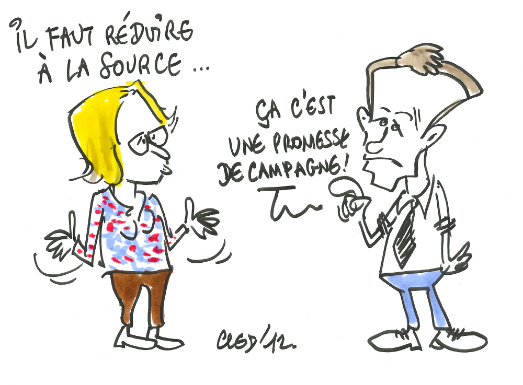 IL FAUT RÉDUIRE
À LA SOURCE ...
ÇA C'EST
UNE PROMESSE
DE CAMPAGNE!
CLED'12.